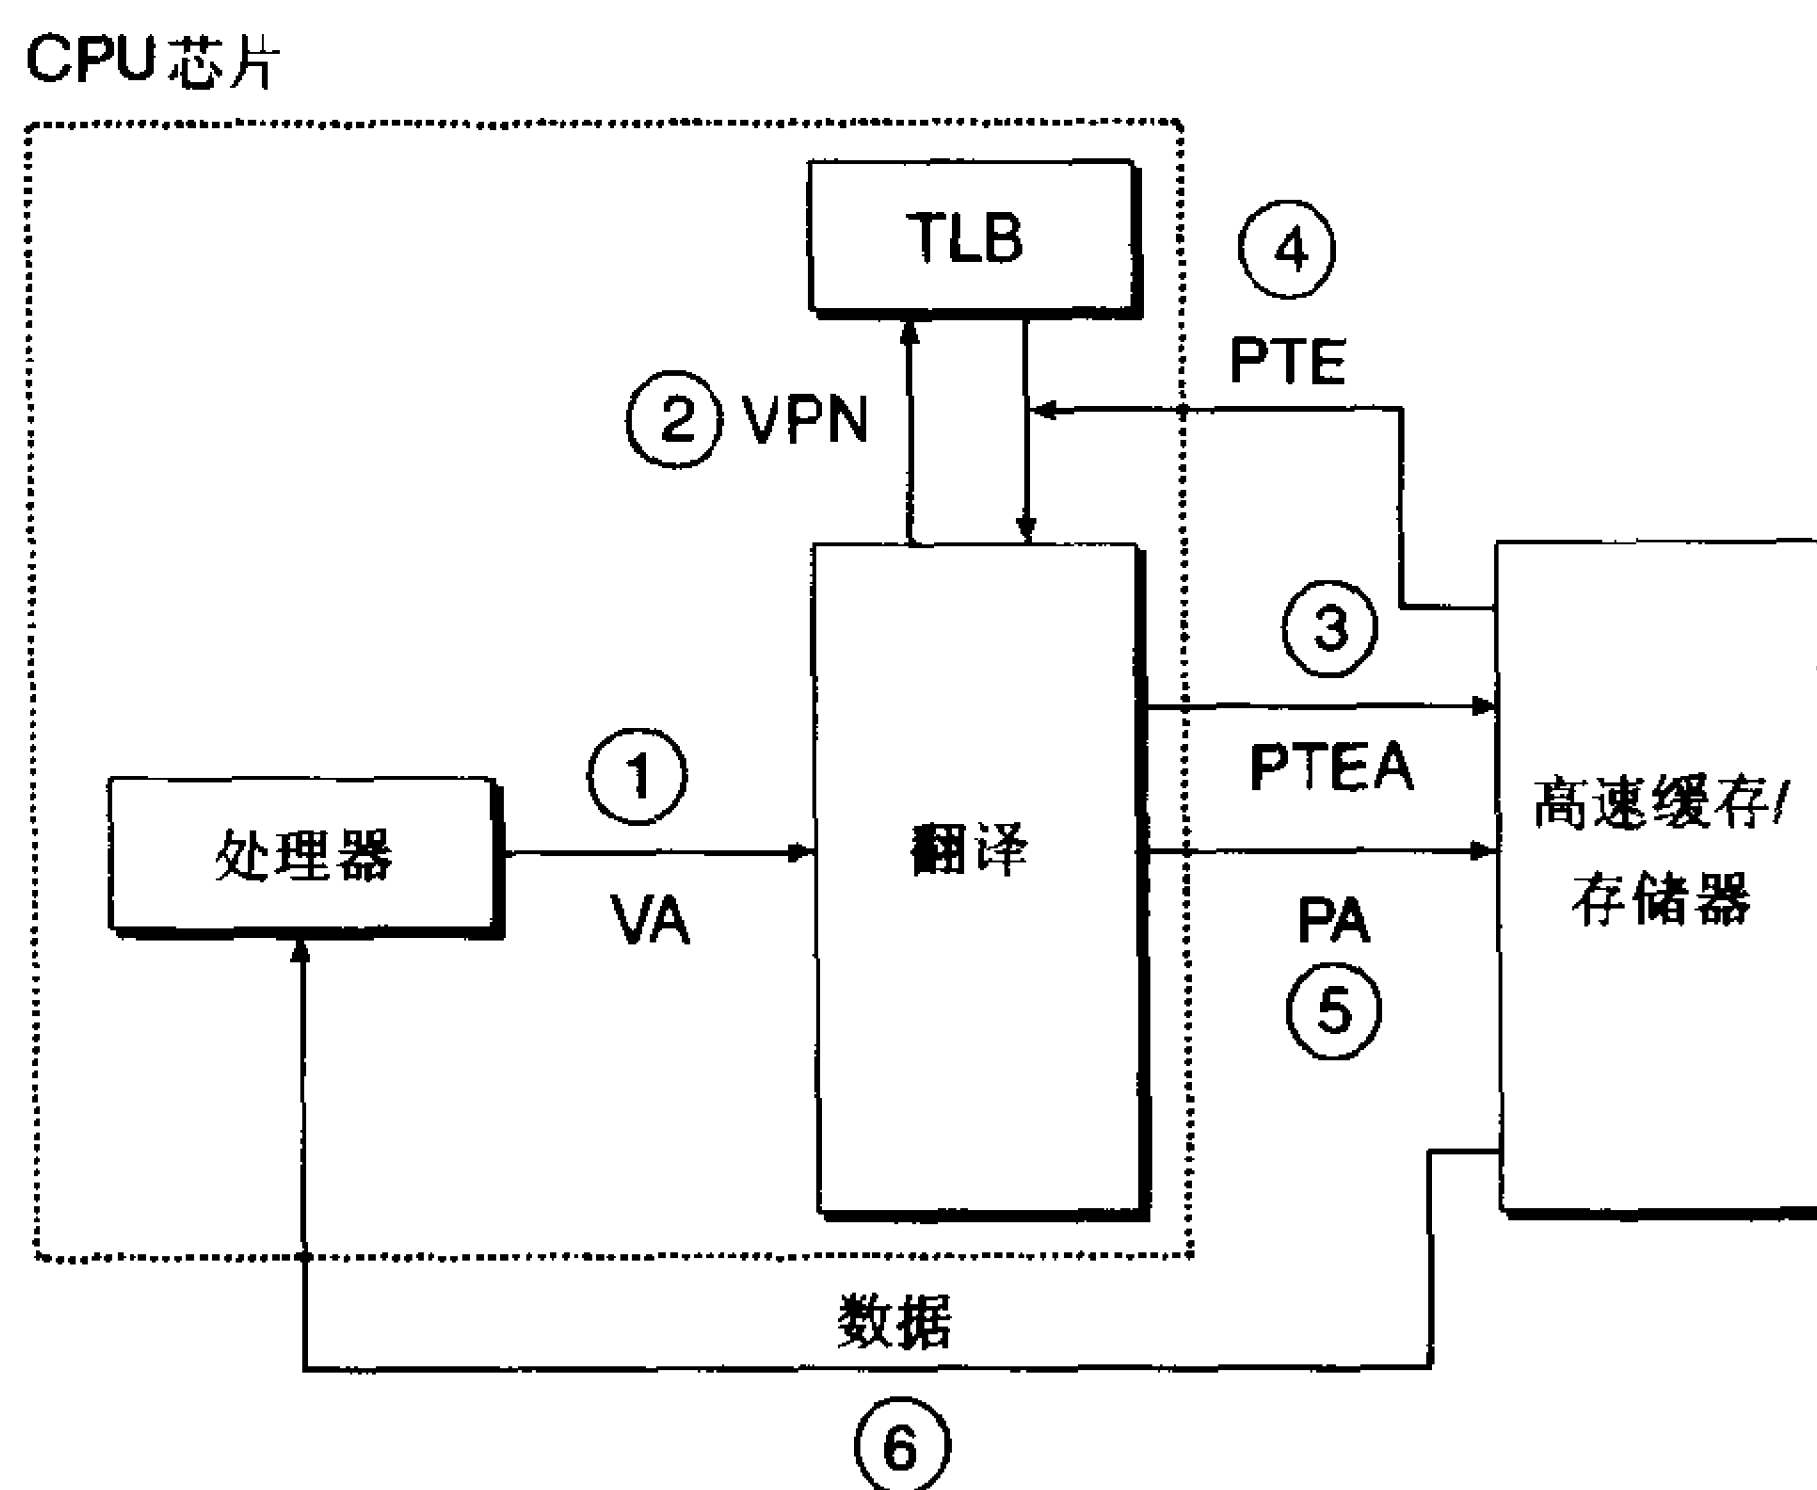 CPU芯片
TLB
④
PTE
② VPN
③
PTEA
①
处理器
VA
翻译
高速缓存/
存储器
PA
⑤
数据
⑥